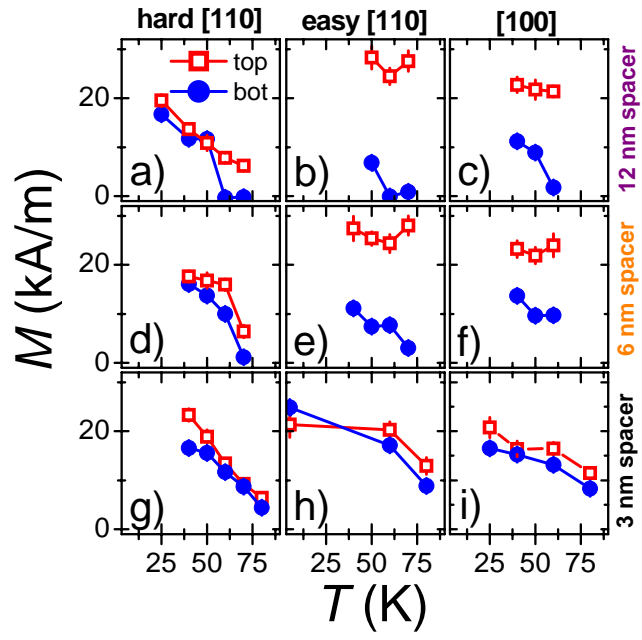 hard [110] easy [110] [100]
top
bot
20
0
a) b) c)
12 nm spacer
20
0
d) e) f)
6 nm spacer
M (kA/m)
20
0
g) h) i)
3 nm spacer
25 50 75 25 50 75 25 50 75
T (K)